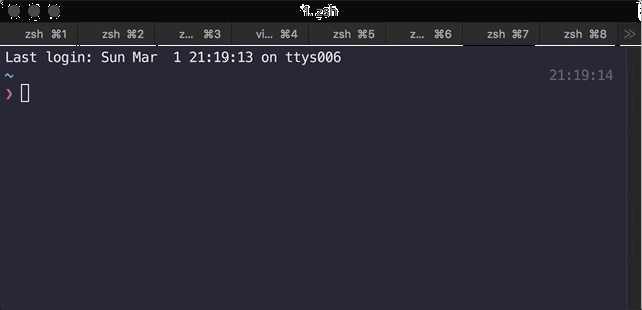 zsh
zsh ⌘1 zsh ⌘2 z... ⌘3 vi... ⌘4 zsh ⌘5 z... ⌘6 zsh ⌘7 zsh ⌘8 >>
Last login: Sun Mar  1 21:19:13 on ttys006
~ 21:19:14
❯